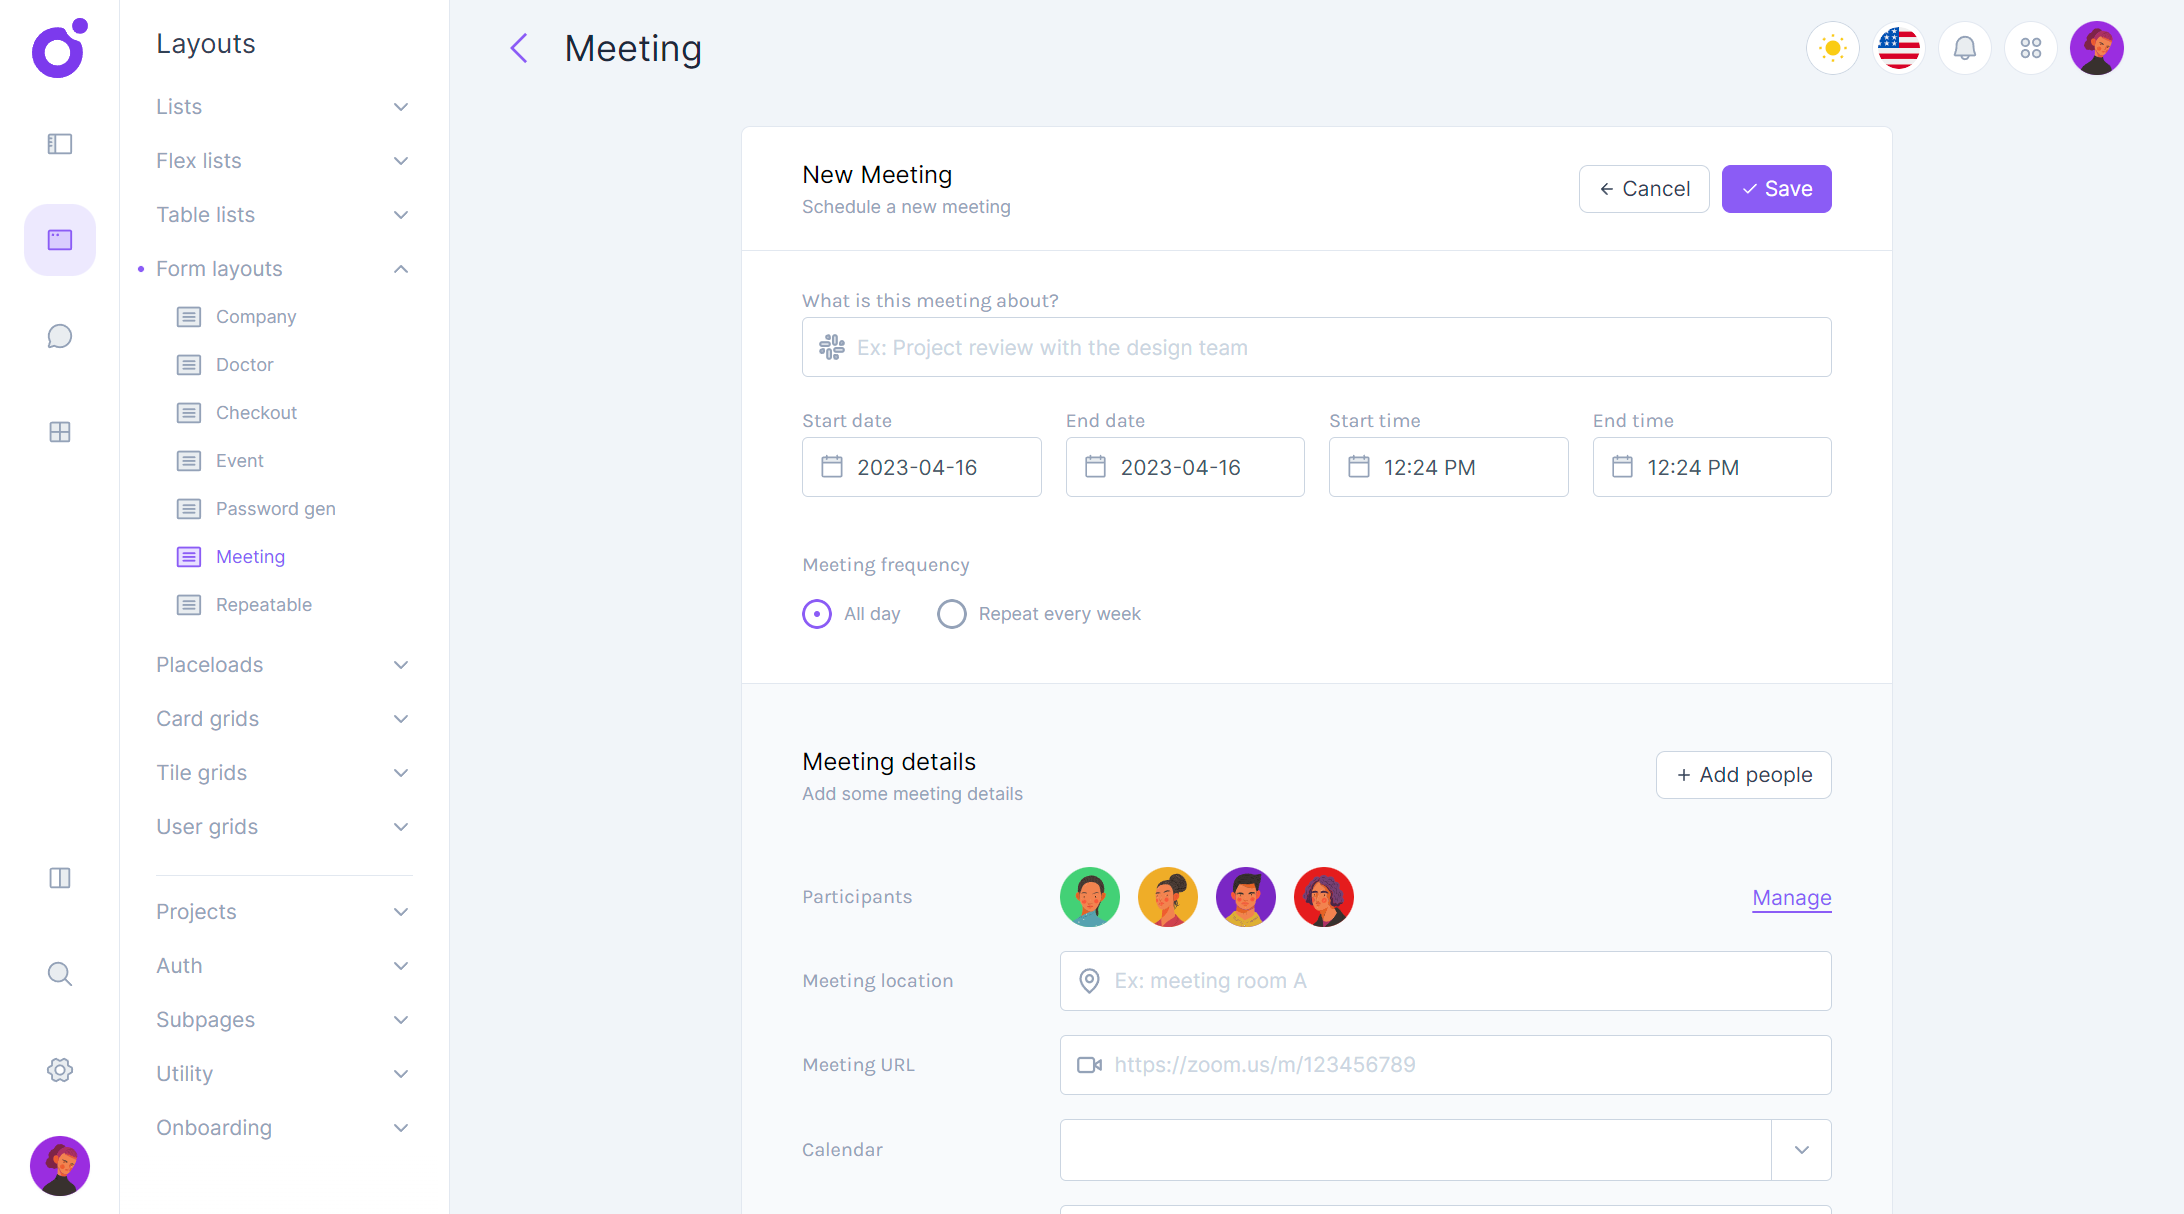 Layouts
Lists
Flex lists
Table lists
Form layouts
Company
Doctor
Checkout
Event
Password gen
Meeting
Repeatable
Placeloads
Card grids
Tile grids
User grids
Projects
Auth
Subpages
Utility
Onboarding
Meeting
New Meeting
Schedule a new meeting
Cancel
Save
What is this meeting about?
Ex: Project review with the design team
Start date
End date
Start time
End time
2023-04-16
2023-04-16
12:24 PM
12:24 PM
Meeting frequency
All day
Repeat every week
Meeting details
Add some meeting details
+ Add people
Participants
Manage
Meeting location
Ex: meeting room A
Meeting URL
https://zoom.us/m/123456789
Calendar